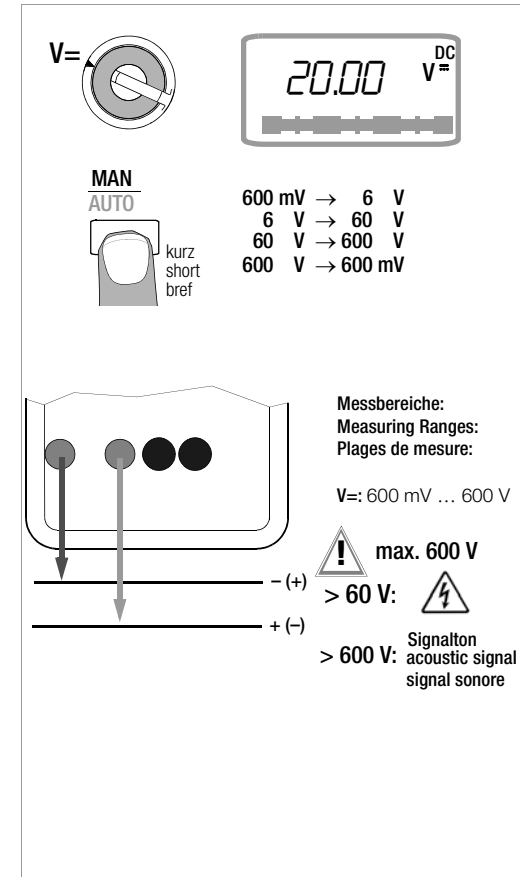 V=
20.00 V DC
MAN
AUTO
kurz
short
bref
600 mV → 6 V
6 V → 60 V
60 V → 600 V
600 V → 600 mV
Messbereiche:
Measuring Ranges:
Plages de mesure:
V=: 600 mV … 600 V
! max. 600 V
– (+)
> 60 V:
+ (–)
> 600 V: Signalton
acoustic signal
signal sonore